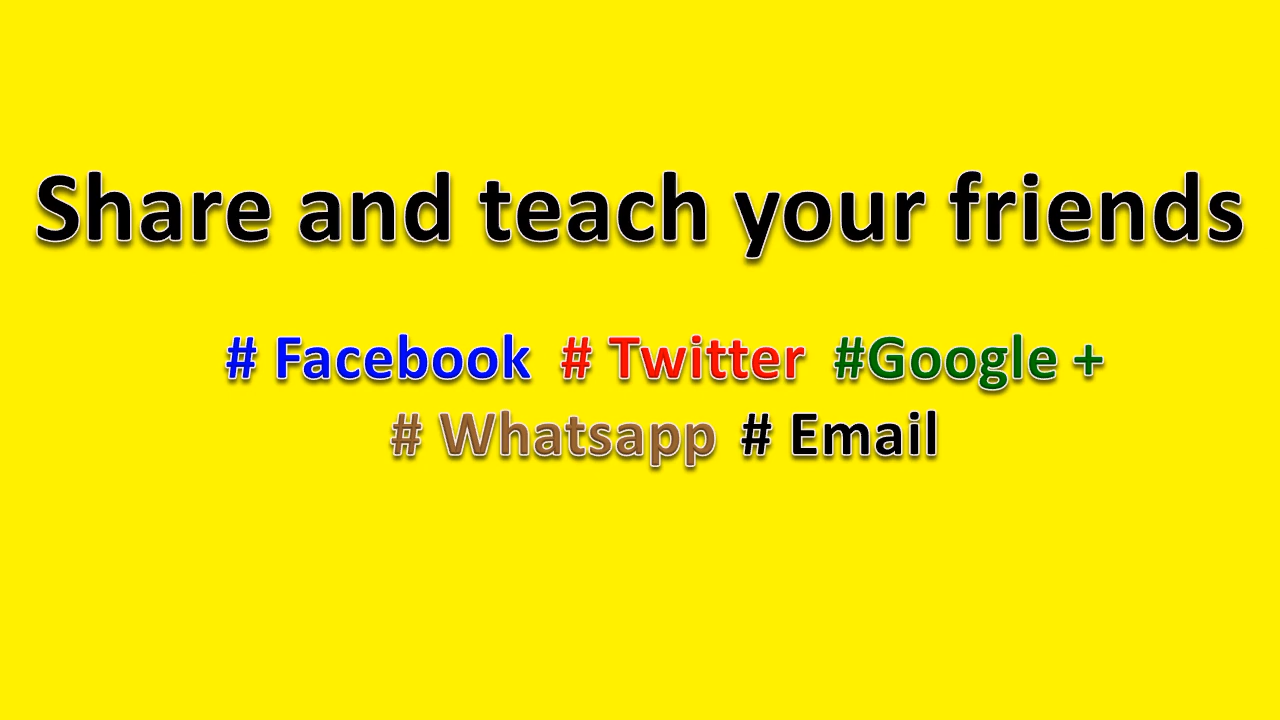 Share and teach your friends
# Facebook # Twitter #Google +
# Whatsapp # Email